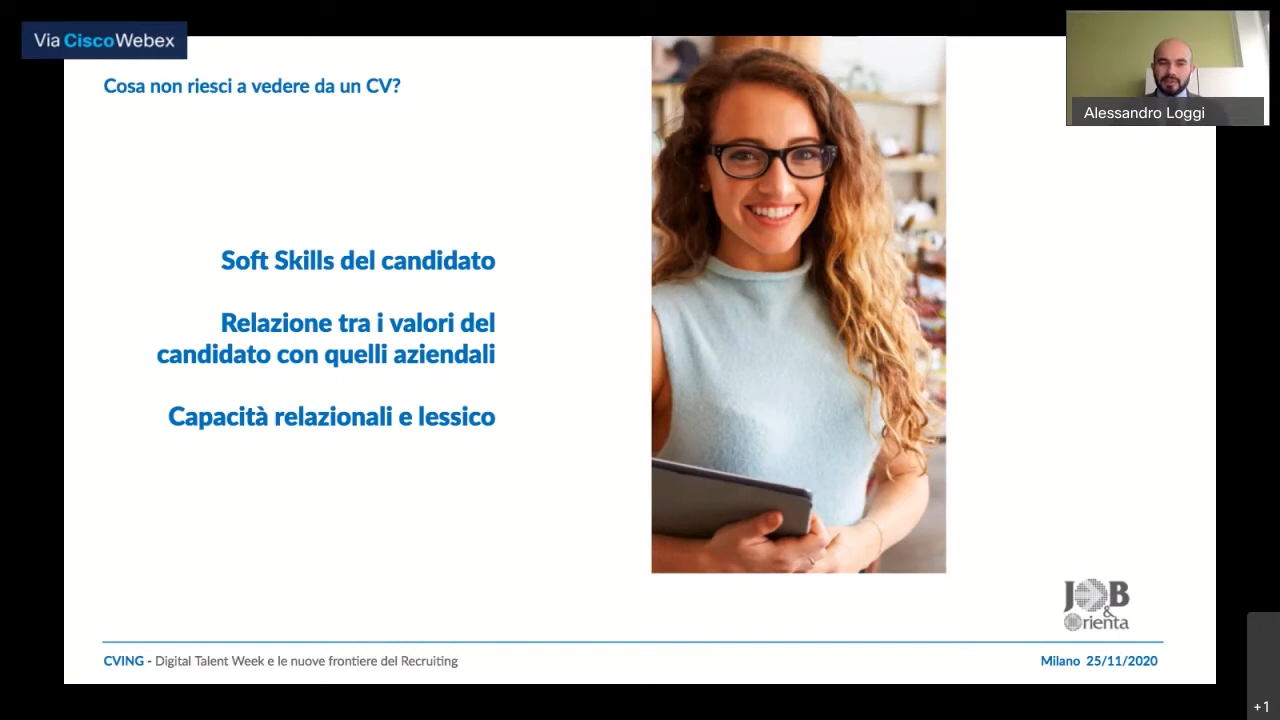 Via Cisco Webex
Alessandro Loggi
Cosa non riesci a vedere da un CV?
Soft Skills del candidato
Relazione tra i valori del
candidato con quelli aziendali
Capacità relazionali e lessico
JOB
&
Orienta
CVING - Digital Talent Week e le nuove frontiere del Recruiting
Milano 25/11/2020
+1